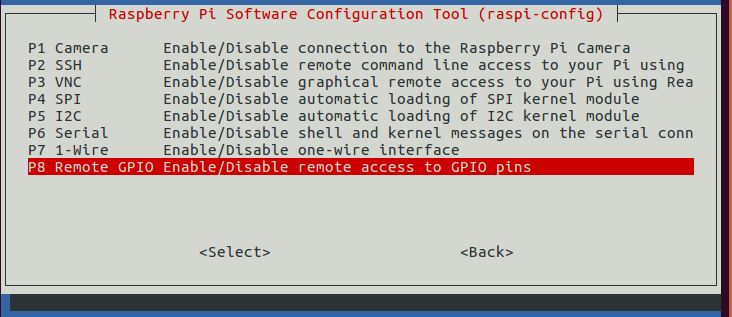 Raspberry Pi Software Configuration Tool (raspi-config)
P1 Camera Enable/Disable connection to the Raspberry Pi Camera
P2 SSH Enable/Disable remote command line access to your Pi using
P3 VNC Enable/Disable graphical remote access to your Pi using Rea
P4 SPI Enable/Disable automatic loading of SPI kernel module
P5 I2C Enable/Disable automatic loading of I2C kernel module
P6 Serial Enable/Disable shell and kernel messages on the serial conn
P7 1-Wire Enable/Disable one-wire interface
P8 Remote GPIO Enable/Disable remote access to GPIO pins
<Select> <Back>